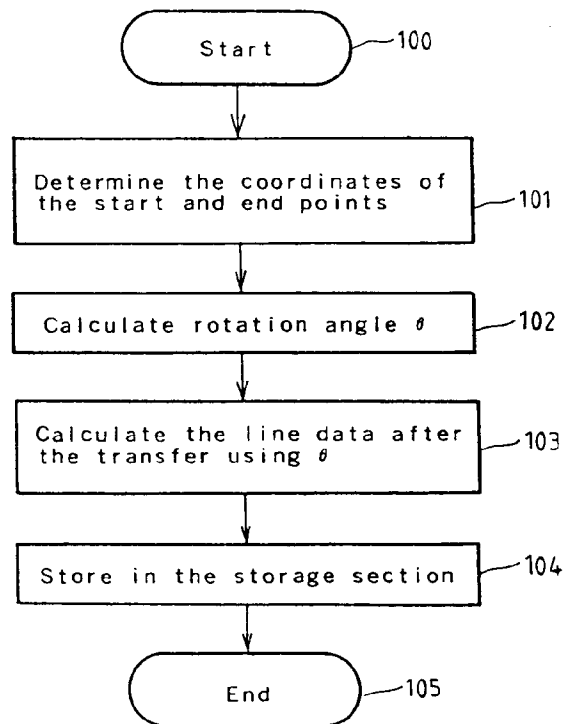 Start
100
Determine the coordinates of
the start and end points
101
Calculate rotation angle θ
102
Calculate the line data after
the transfer using θ
103
Store in the storage section
104
End
105